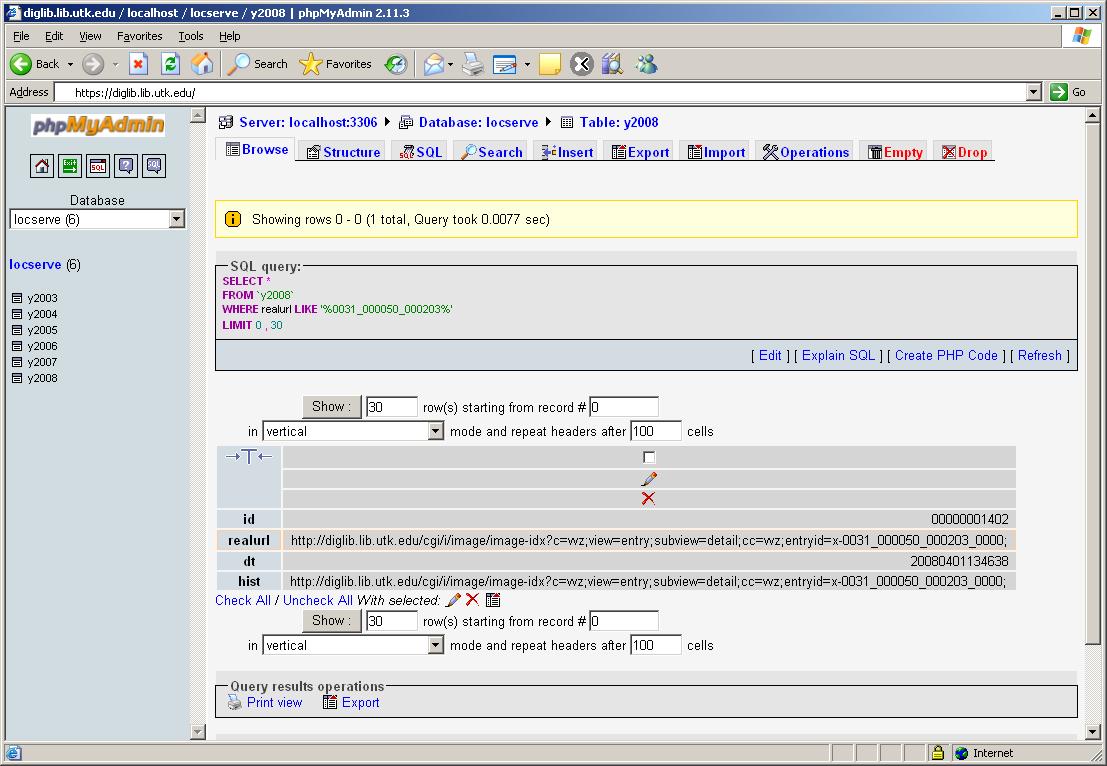 diglib.lib.utk.edu / localhost / locserve / y2008 | phpMyAdmin 2.11.3
File Edit View Favorites Tools Help
Back Search Favorites
Address https://diglib.lib.utk.edu/ Go
phpMyAdmin
Server: localhost:3306 Database: locserve Table: y2008
Browse Structure SQL Search Insert Export Import Operations Empty Drop
Exit SQL ? SQL
Database
locserve (6)
locserve (6)
y2003
y2004
y2005
y2006
y2007
y2008
Showing rows 0 - 0 (1 total, Query took 0.0077 sec)
SQL query:
SELECT *
FROM `y2008`
WHERE realurl LIKE '%0031_000050_000203%'
LIMIT 0 , 30
[ Edit ] [ Explain SQL ] [ Create PHP Code ] [ Refresh ]
Show : 30 row(s) starting from record # 0
in vertical mode and repeat headers after 100 cells
id 00000001402
realurl http://diglib.lib.utk.edu/cgi/i/image/image-idx?c=wz;view=entry;subview=detail;cc=wz;entryid=x-0031_000050_000203_0000;
dt 20080401134638
hist http://diglib.lib.utk.edu/cgi/i/image/image-idx?c=wz;view=entry;subview=detail;cc=wz;entryid=x-0031_000050_000203_0000;
Check All / Uncheck All With selected:
Show : 30 row(s) starting from record # 0
in vertical mode and repeat headers after 100 cells
Query results operations
Print view Export
Internet